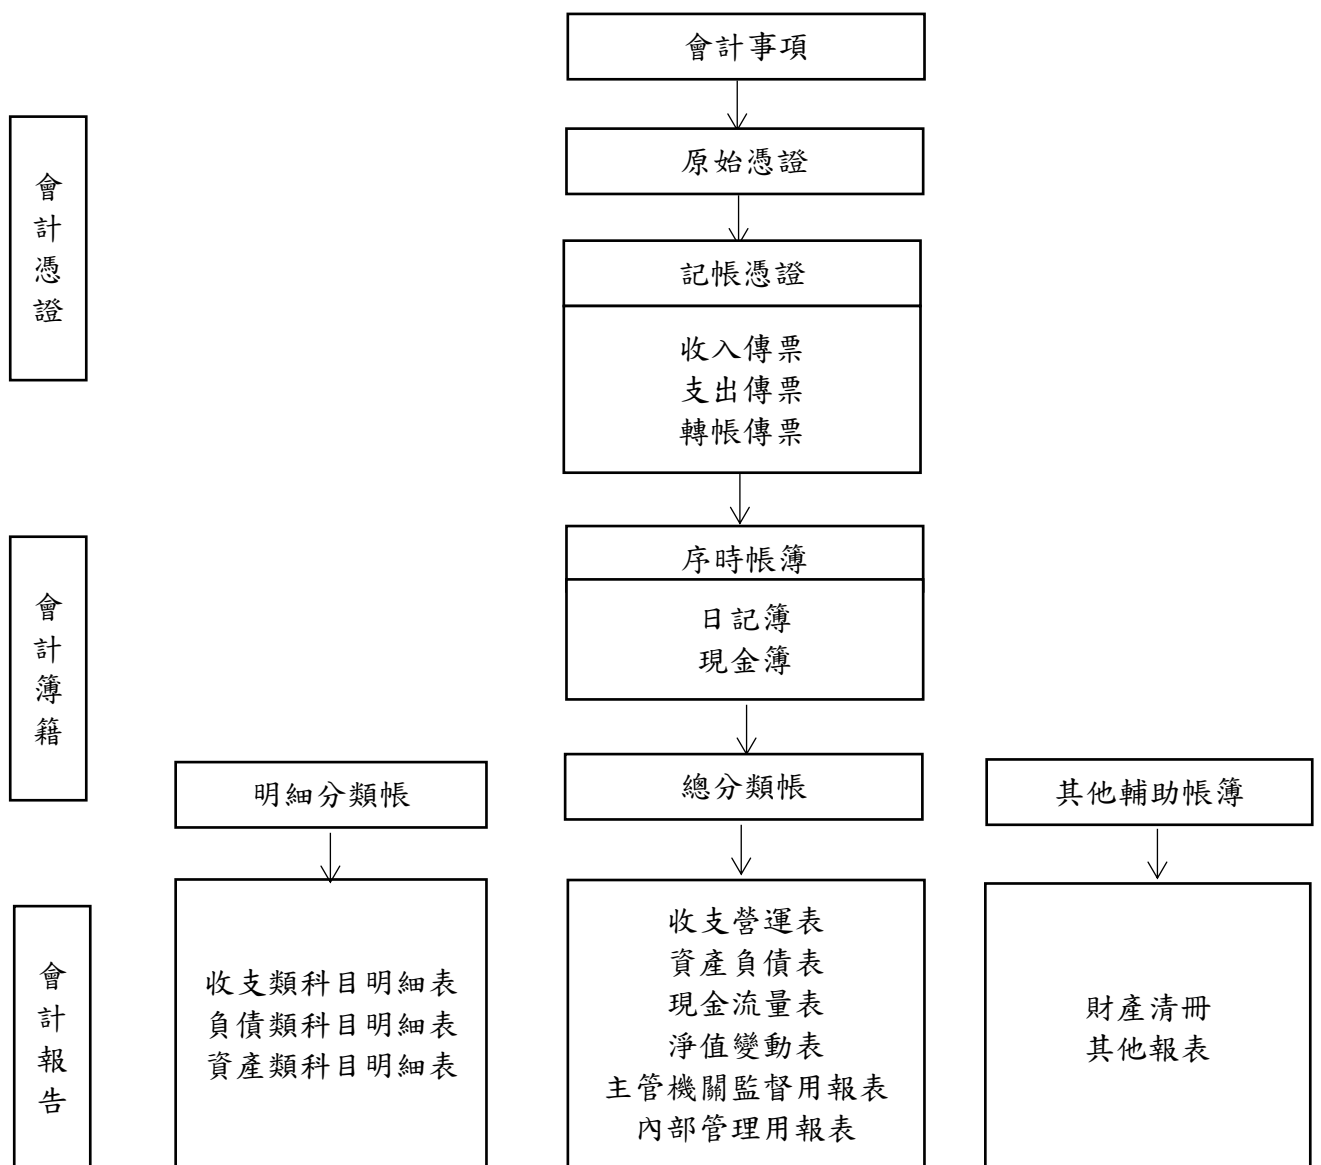 會計事項
原始憑證
會計憑證
記帳憑證
收入傳票
支出傳票
轉帳傳票
序時帳簿
日記簿
現金簿
會計簿籍
明細分類帳
總分類帳
其他輔助帳簿
會計報告
收支類科目明細表
負債類科目明細表
資產類科目明細表
收支營運表
資產負債表
現金流量表
淨值變動表
主管機關監督用報表
內部管理用報表
財產清冊
其他報表